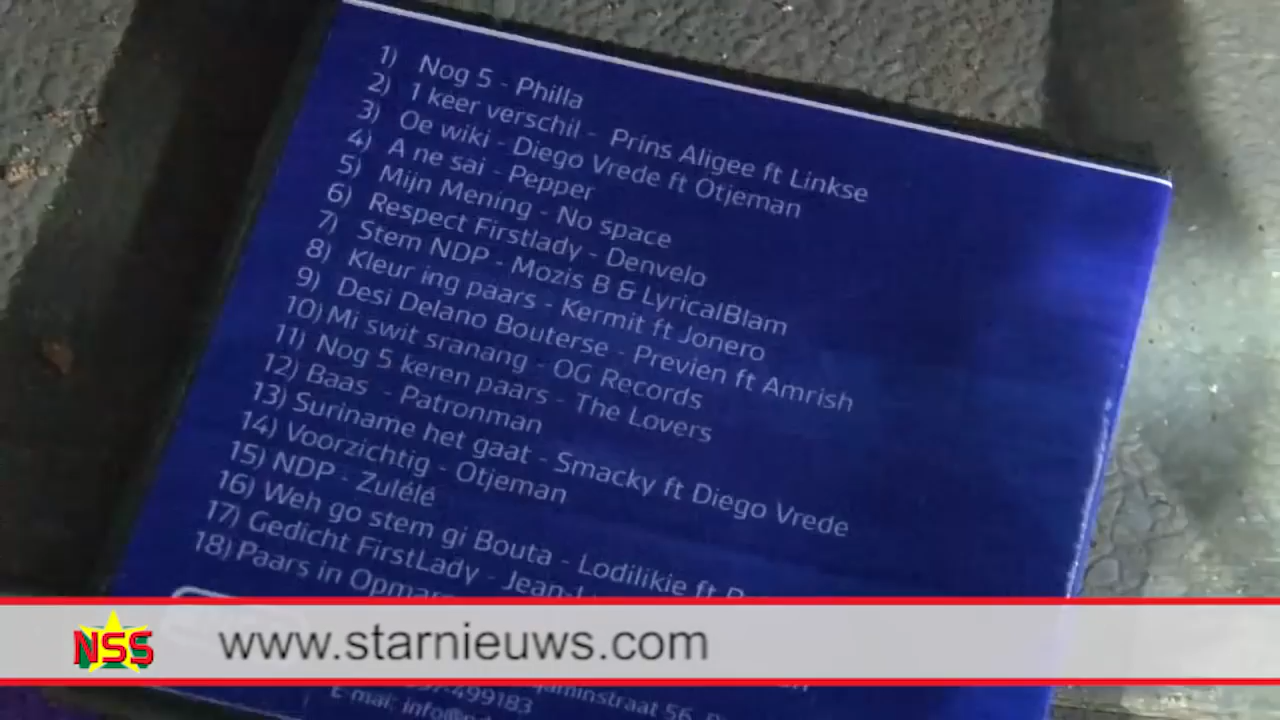 1) Nog 5 - Philla
2) 1 keer verschil - Prins Aligee ft Linkse
3) Oe wiki - Diego Vrede ft Otjeman
4) A ne sai - Pepper
5) Mijn Mening - No space
6) Respect Firstlady - Denvelo
7) Stem NDP - Mozis B & LyricalBlam
8) Kleur ing paars - Kermit ft Jonero
9) Desi Delano Bouterse - Previen ft Amrish
10) Mi swit sranang - OG Records
11) Nog 5 keren paars - The Lovers
12) Baas - Patronman
13) Suriname het gaat - Smacky ft Diego Vrede
14) Voorzichtig - Otjeman
15) NDP - Zulélé
16) Weh go stem gi Bouta - Lodilikie ft
17) Gedicht FirstLady - Jean-
18) Paars in
NSS www.starnieuws.com
56,
499183
E-mai: info@